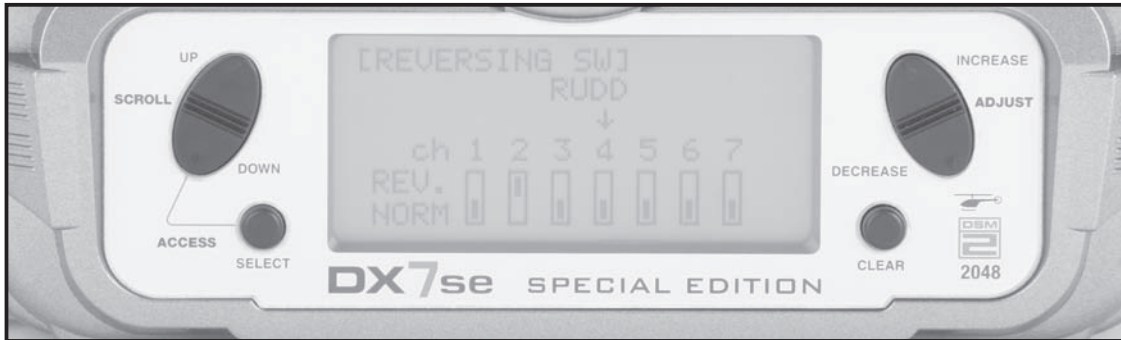 UP
SCROLL
DOWN
ACCESS
SELECT
[REVERSING SW]
RUDD
ch 1 2 3 4 5 6 7
REV.
NORM
INCREASE
ADJUST
DECREASE
CLEAR
DSM
2
2048
DX7se SPECIAL EDITION